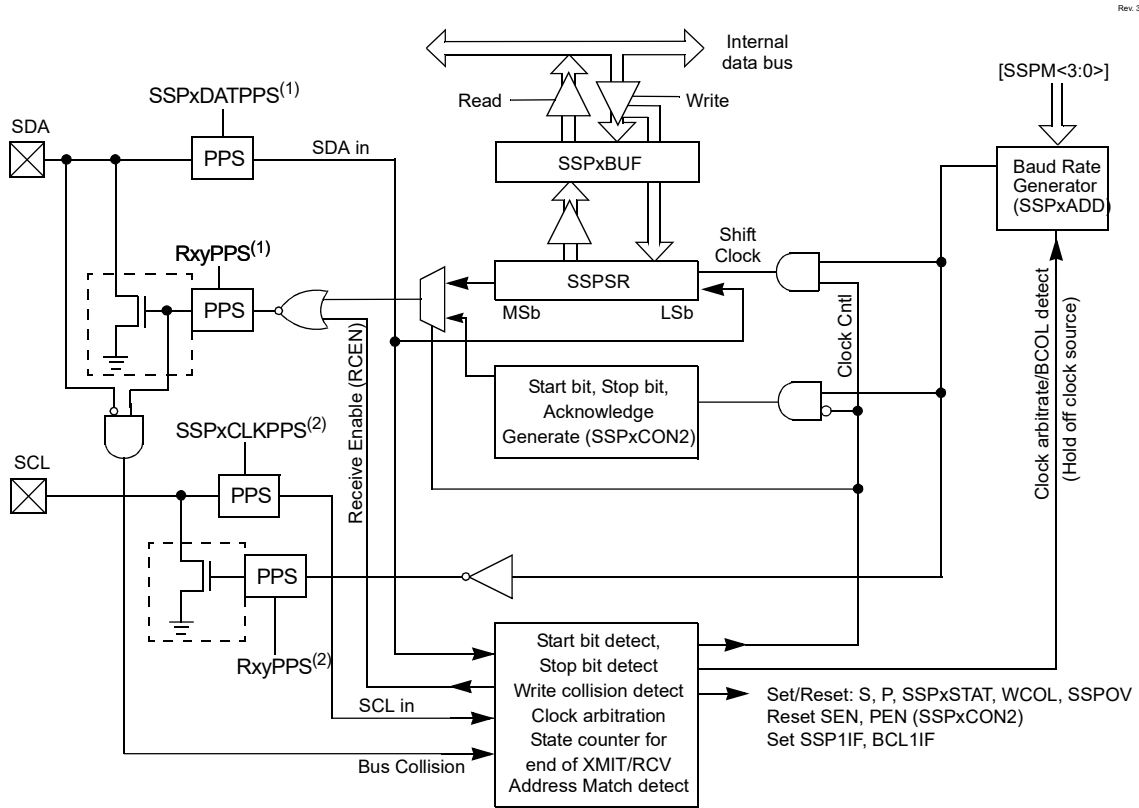 Rev. 3
Internal
data bus
[SSPM<3:0>]
Read
Write
SSPxDATPPS(1)
SDA
PPS
SDA in
SSPxBUF
Baud Rate
Generator
(SSPxADD)
RxyPPS(1)
Shift
Clock
PPS
SSPSR
MSb
LSb
Clock Cntl
Clock arbitrate/BCOL detect
(Hold off clock source)
Receive Enable (RCEN)
Start bit, Stop bit,
Acknowledge
Generate (SSPxCON2)
SSPxCLKPPS(2)
SCL
PPS
PPS
RxyPPS(2)
SCL in
Bus Collision
Start bit detect,
Stop bit detect
Write collision detect
Clock arbitration
State counter for
end of XMIT/RCV
Address Match detect
Set/Reset: S, P, SSPxSTAT, WCOL, SSPOV
Reset SEN, PEN (SSPxCON2)
Set SSP1IF, BCL1IF